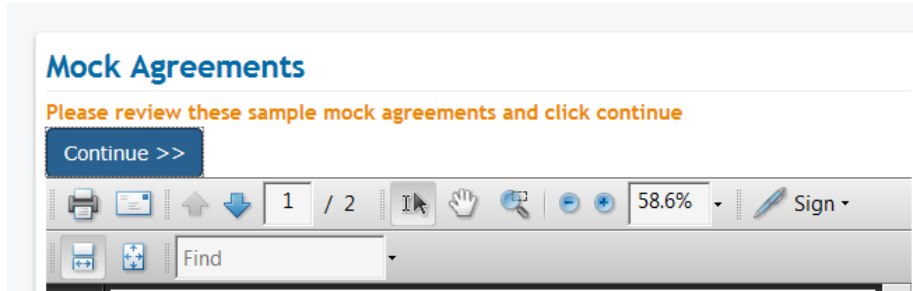 Mock Agreements
Please review these sample mock agreements and click continue
Continue >>
1 / 2 58.6% Sign
Find